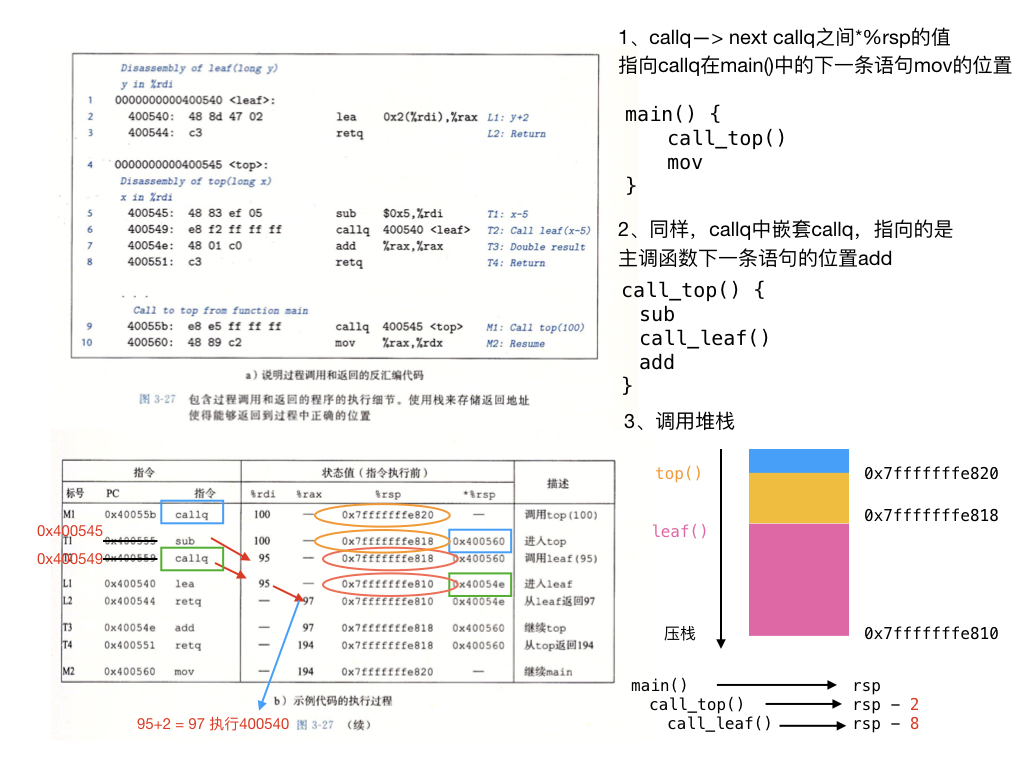 Disassembly of leaf(long y)
y in %rdi
1 0000000000400540 <leaf>:
2 400540: 48 8d 47 02 lea 0x2(%rdi),%rax L1: y+2
3 400544: c3 retq L2: Return
4 0000000000400545 <top>:
Disassembly of top(long x)
x in %rdi
5 400545: 48 83 ef 05 sub $0x5,%rdi T1: x-5
6 400549: e8 f2 ff ff ff callq 400540 <leaf> T2: Call leaf(x-5)
7 40054e: 48 01 c0 add %rax,%rax T3: Double result
8 400551: c3 retq T4: Return
. . .
Call to top from function main
9 40055b: e8 e5 ff ff ff callq 400545 <top> M1: Call top(100)
10 400560: 48 89 c2 mov %rax,%rdx M2: Resume
a）说明过程调用和返回的反汇编代码
图 3-27 包含过程调用和返回的程序的执行细节。使用栈来存储返回地址
使得能够返回到过程中正确的位置
指令 状态值（指令执行前） 描述
标号 PC 指令 %rdi %rax %rsp *%rsp
M1 0x40055b callq 100 — 0x7fffffffe820 — 调用top(100)
0x400545
T1 0x400555 sub 100 — 0x7fffffffe818 0x400560 进入top
0x400549
0x400559 callq 95 — 0x7fffffffe818 0x400560 调用leaf(95)
L1 0x400540 lea 95 — 0x7fffffffe810 0x40054e 进入leaf
L2 0x400544 retq — 97 0x7fffffffe810 0x40054e 从leaf返回97
T3 0x40054e add — 97 0x7fffffffe818 0x400560 继续top
T4 0x400551 retq — 194 0x7fffffffe818 0x400560 从top返回194
M2 0x400560 mov — 194 0x7fffffffe820 — 继续main
b）示例代码的执行过程
95+2 = 97 执行400540 图 3-27 （续）
1、callq—> next callq之间*%rsp的值
指向callq在main()中的下一条语句mov的位置
main() {
call_top()
mov
}
2、同样，callq中嵌套callq，指向的是
主调函数下一条语句的位置add
call_top() {
sub
call_leaf()
add
}
3、调用堆栈
top() 0x7fffffffe820
0x7fffffffe818
leaf()
压栈 0x7fffffffe810
main() rsp
call_top() rsp - 2
call_leaf() rsp - 8